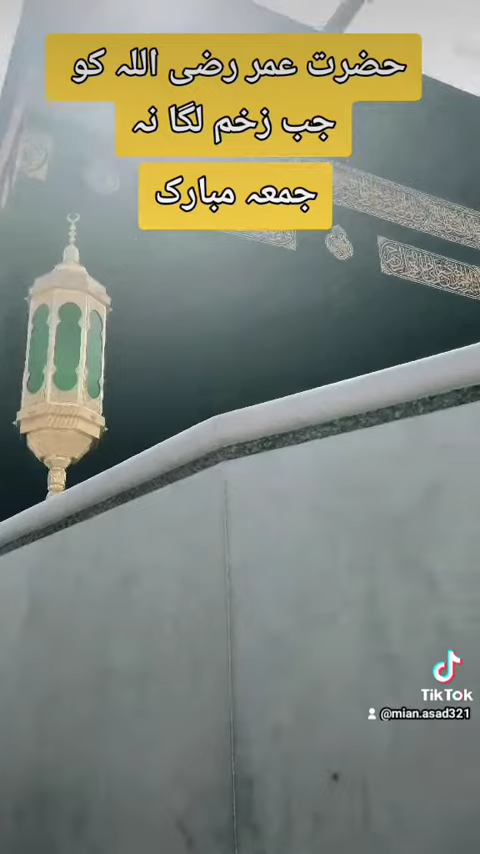 حضرت عمر رضی اللہ کو
جب زخم لگا نہ
جمعہ مبارک
TikTok
@mian.asad321